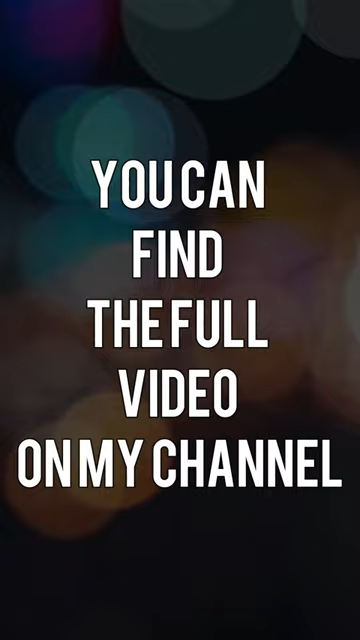 YOU CAN
FIND
THE FULL
VIDEO
ON MY CHANNEL